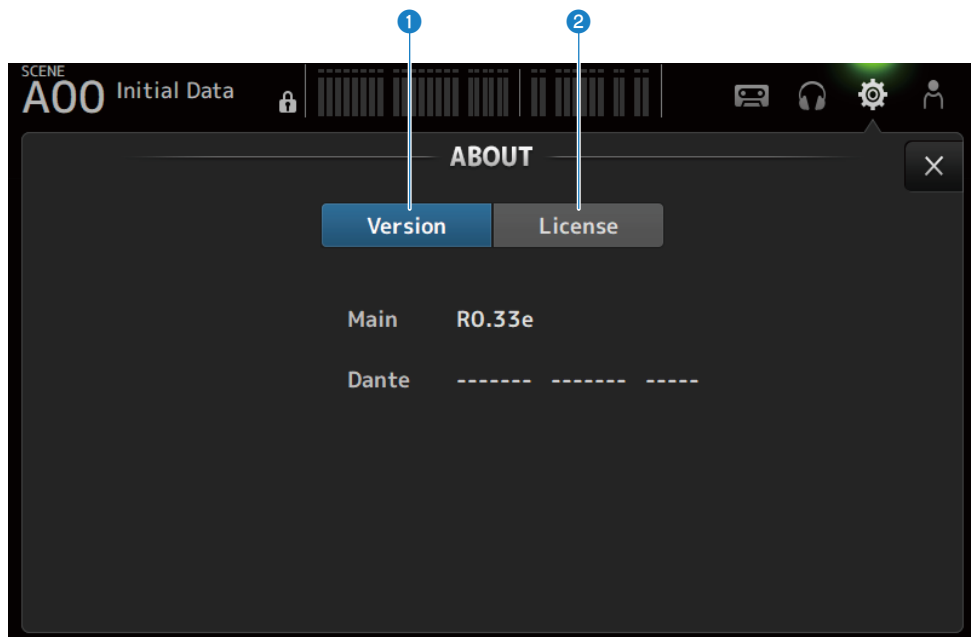 1 2
SCENE
A00 Initial Data
ABOUT
Version License
Main R0.33e
Dante ------- ------- -----